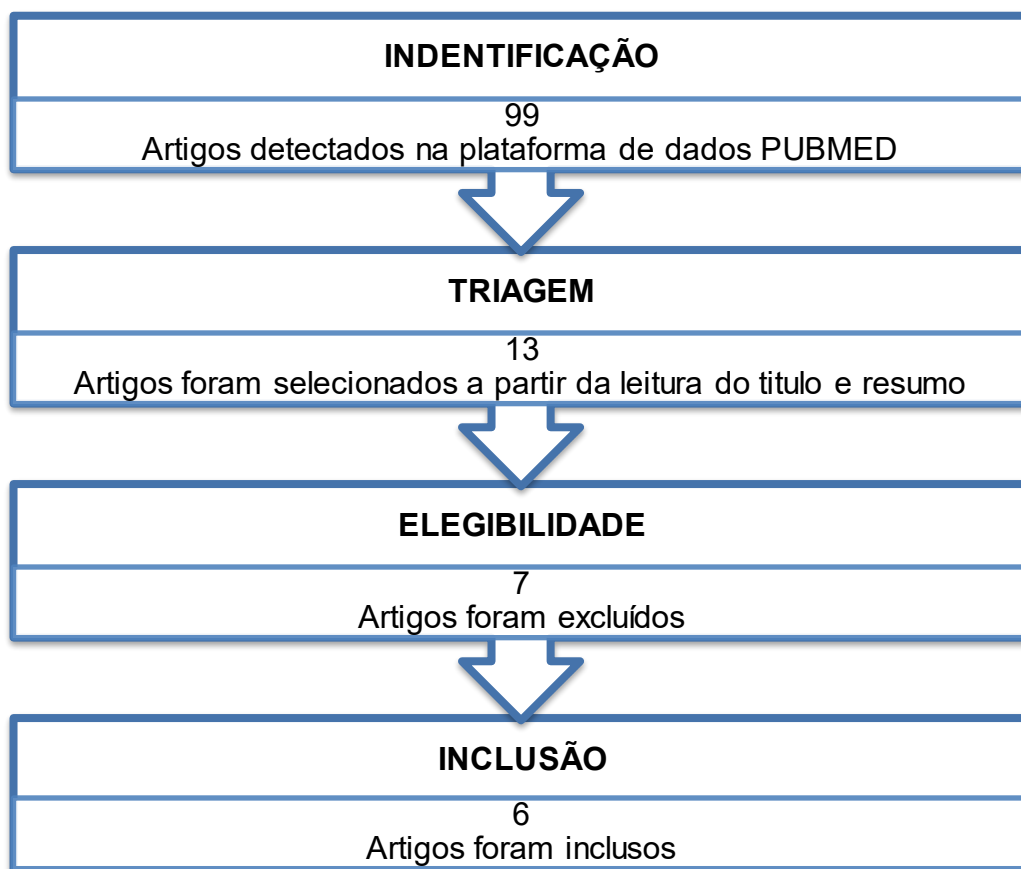 INDENTIFICAÇÃO
99
Artigos detectados na plataforma de dados PUBMED
TRIAGEM
13
Artigos foram selecionados a partir da leitura do titulo e resumo
ELEGIBILIDADE
7
Artigos foram excluídos
INCLUSÃO
6
Artigos foram inclusos